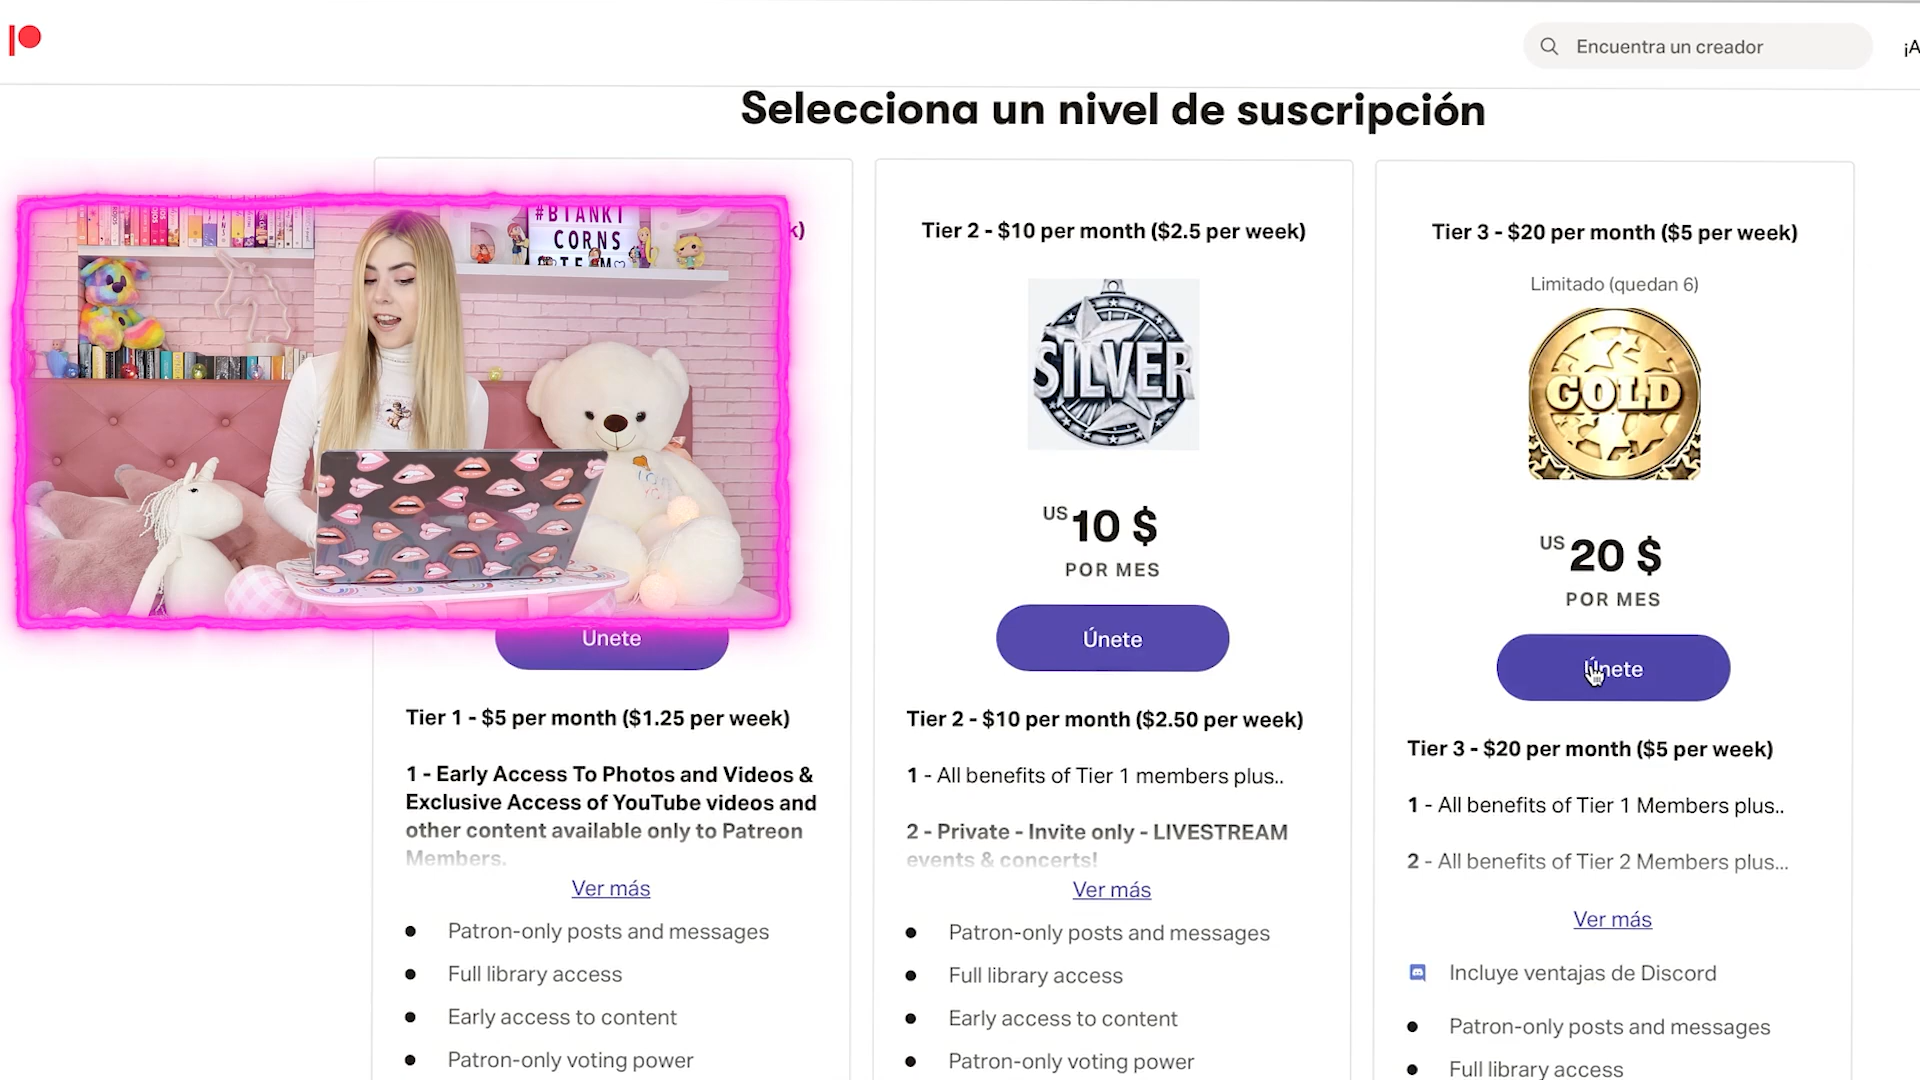 Encuentra un creador
¡A
Selecciona un nivel de suscripción
k)
#BIANKI
CORNS
TEAM
Tier 2 - $10 per month ($2.5 per week)
SILVER
US 10 $
POR MES
Únete
Tier 3 - $20 per month ($5 per week)
Limitado (quedan 6)
GOLD
US 20 $
POR MES
Únete
Únete
Tier 1 - $5 per month ($1.25 per week)
1 - Early Access To Photos and Videos &
Exclusive Access of YouTube videos and
other content available only to Patreon
Members.
Ver más
Patron-only posts and messages
Full library access
Early access to content
Patron-only voting power
Tier 2 - $10 per month ($2.50 per week)
1 - All benefits of Tier 1 members plus..
2 - Private - Invite only - LIVESTREAM
events & concerts!
Ver más
Patron-only posts and messages
Full library access
Early access to content
Patron-only voting power
Tier 3 - $20 per month ($5 per week)
1 - All benefits of Tier 1 Members plus..
2 - All benefits of Tier 2 Members plus...
Ver más
Incluye ventajas de Discord
Patron-only posts and messages
Full library access